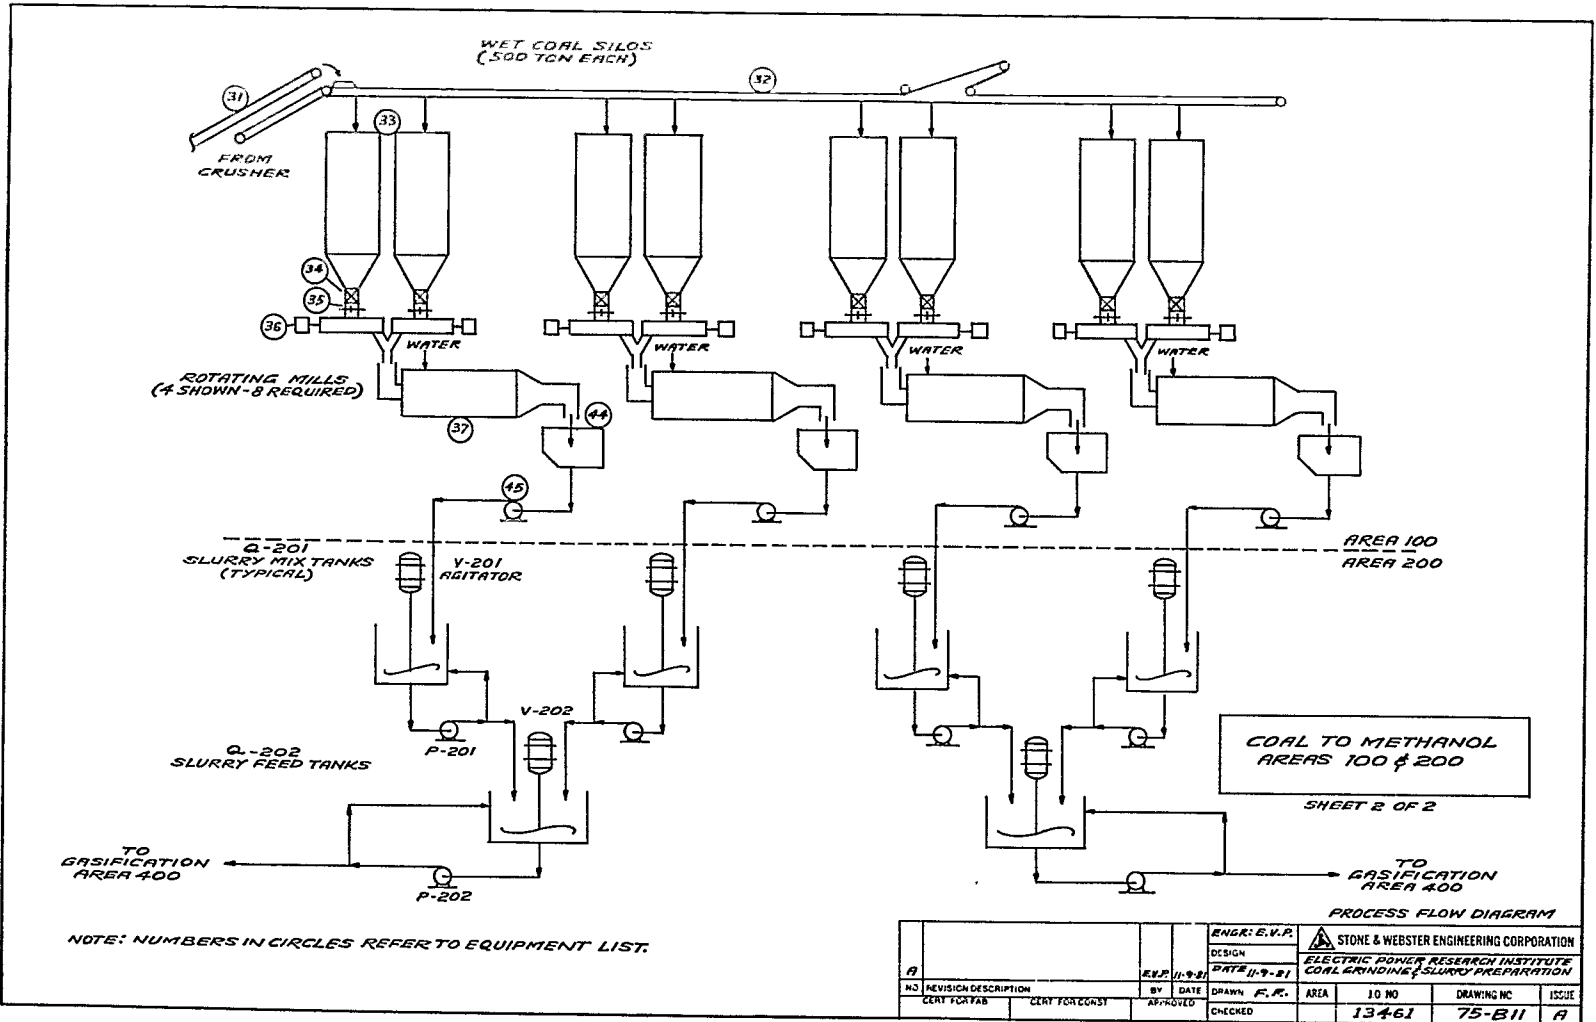 WET COAL SILOS
(500 TON EACH)
31
32
33
FROM
CRUSHER
34
35
36
WATER
WATER
WATER
WATER
ROTATING MILLS
(4 SHOWN-8 REQUIRED)
37
44
45
AREA 100
AREA 200
Q-201
SLURRY MIX TANKS
(TYPICAL)
V-201
AGITATOR
V-202
P-201
Q-202
SLURRY FEED TANKS
COAL TO METHANOL
AREAS 100 & 200
SHEET 2 OF 2
TO
GASIFICATION
AREA 400
P-202
TO
GASIFICATION
AREA 400
PROCESS FLOW DIAGRAM
NOTE: NUMBERS IN CIRCLES REFER TO EQUIPMENT LIST.
ENGR: E.V.P.
STONE & WEBSTER ENGINEERING CORPORATION
DESIGN
ELECTRIC POWER RESEARCH INSTITUTE
COAL GRINDING & SLURRY PREPARATION
A
E.V.P. 11-9-81
DATE 11-9-81
NO REVISION DESCRIPTION BY DATE
DRAWN F.F.
AREA J.O. NO DRAWING NO ISSUE
CERT FOR FAB CERT FOR CONST APPROVED
CHECKED
13461 75-B11 A